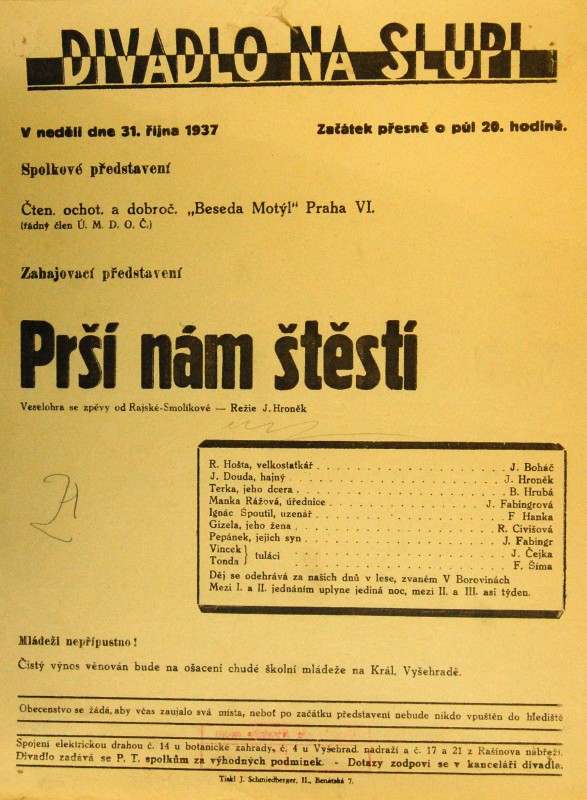 DIVADLO NA SLUPI
V neděli dne 31. října 1937 Začátek přesně o půl 20. hodině.
Spolkové představení
Čten. ochot. a dobroč. „Beseda Motýl“ Praha VI.
(řádný člen Ú. M. D. O. Č.)
Zahajovací představení
Prší nám štěstí
Veselohra se zpěvy od Rajské-Smolíkové — Režie J. Hroněk
R. Hošta, velkostatkář . . . . . . . . . . . . . . . . J. Boháč
J. Douda, hajný . . . . . . . . . . . . . . . . J. Hroněk
Terka, jeho dcera . . . . . . . . . . . . . . . . B. Hrubá
Manka Rážová, úřednice . . . . . . . . . . . . . . J. Fabingrová
Ignác Špoutil, uzenář . . . . . . . . . . . . . . . . F Hanka
Gizela, jeho žena . . . . . . . . . . . . . . . . R. Civišová
Pepánek, jejich syn . . . . . . . . . . . . . . . . J. Fabingr
Vincek } tuláci . . . . . . . . . . . . . . . . J. Čejka
Tonda . . . . . . . . . . . . . . . . F. Šíma
Děj se odehrává za našich dnů v lese, zvaném V Borovinách
Mezi I. a II. jednáním uplyne jediná noc, mezi II. a III. asi týden.
Mládeži nepřípustno!
Čistý výnos věnován bude na ošacení chudé školní mládeže na Král. Vyšehradě.
Obecenstvo se žádá, aby včas zaujalo svá místa, neboť po začátku představení nebude nikdo vpuštěn do hlediště
Spojení elektrickou drahou č. 14 u botanické zahrady, č. 4 u Vyšehrad. nadraží a č. 17 a 21 z Rašínova nábřeží.
Divadlo zadává se P. T. spolkům za výhodných podmínek. - Dotazy zodpoví se v kanceláři divadla.
Tiskl J. Schmiedberger, II., Benátská 7.